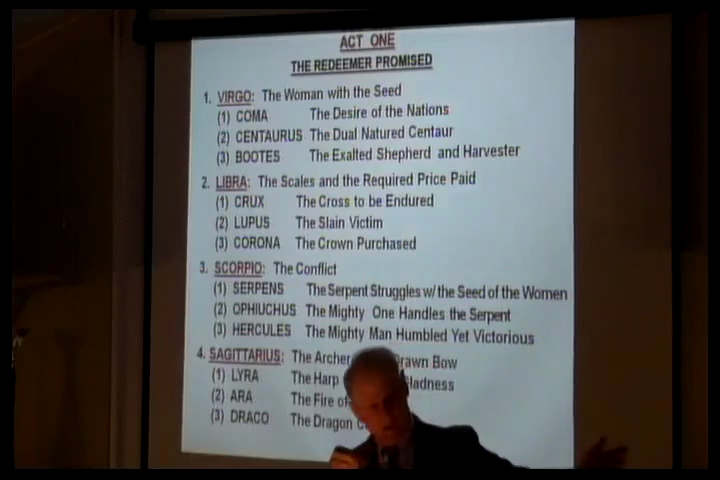 ACT ONE
THE REDEEMER PROMISED
1. VIRGO: The Woman with the Seed
(1) COMA The Desire of the Nations
(2) CENTAURUS The Dual Natured Centaur
(3) BOOTES The Exalted Shepherd and Harvester
2. LIBRA: The Scales and the Required Price Paid
(1) CRUX The Cross to be Endured
(2) LUPUS The Slain Victim
(3) CORONA The Crown Purchased
3. SCORPIO: The Conflict
(1) SERPENS The Serpent Struggles w/the Seed of the Women
(2) OPHIUCHUS The Mighty One Handles the Serpent
(3) HERCULES The Mighty Man Humbled Yet Victorious
4. SAGITTARIUS: The Archer Bow
(1) LYRA The Harp
(2) ARA The Fire of
(3) DRACO The Dragon